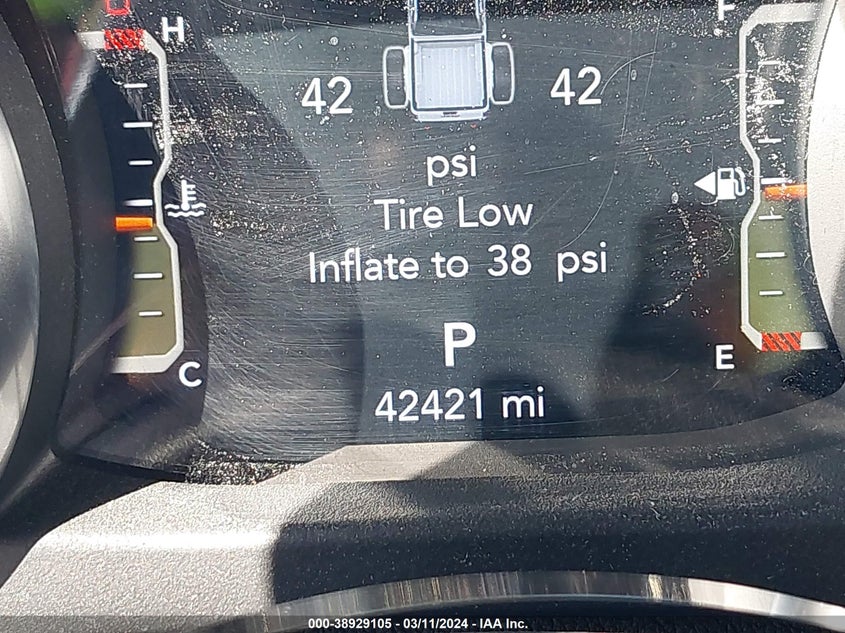 H F
42 42
psi
Tire Low
Inflate to 38 psi
P
E
C
42421 mi
000-38929105 - 03/11/2024 - IAA Inc.